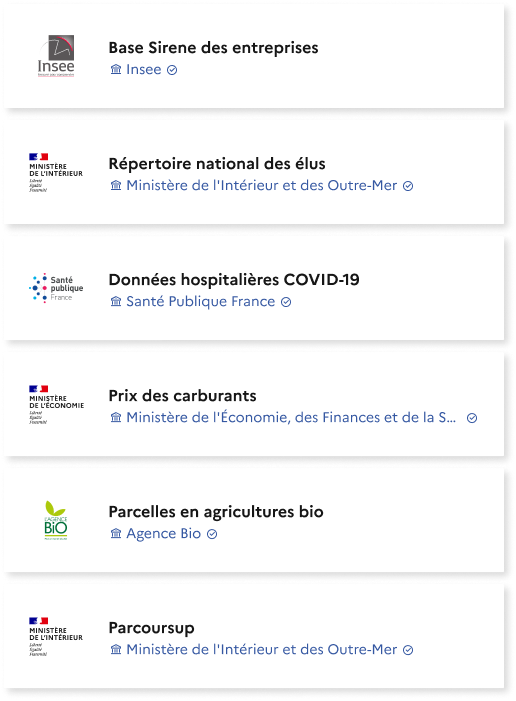 Insee
Base Sirene des entreprises
Insee
MINISTÈRE
DE L'INTÉRIEUR
Liberté
Égalité
Fraternité
Répertoire national des élus
Ministère de l'Intérieur et des Outre-Mer
Santé
publique
France
Données hospitalières COVID-19
Santé Publique France
MINISTÈRE
DE L'ÉCONOMIE
Liberté
Égalité
Fraternité
Prix des carburants
Ministère de l'Économie, des Finances et de la S...
L'AGENCE
BIO
Parcelles en agricultures bio
Agence Bio
MINISTÈRE
DE L'INTÉRIEUR
Liberté
Égalité
Fraternité
Parcoursup
Ministère de l'Intérieur et des Outre-Mer